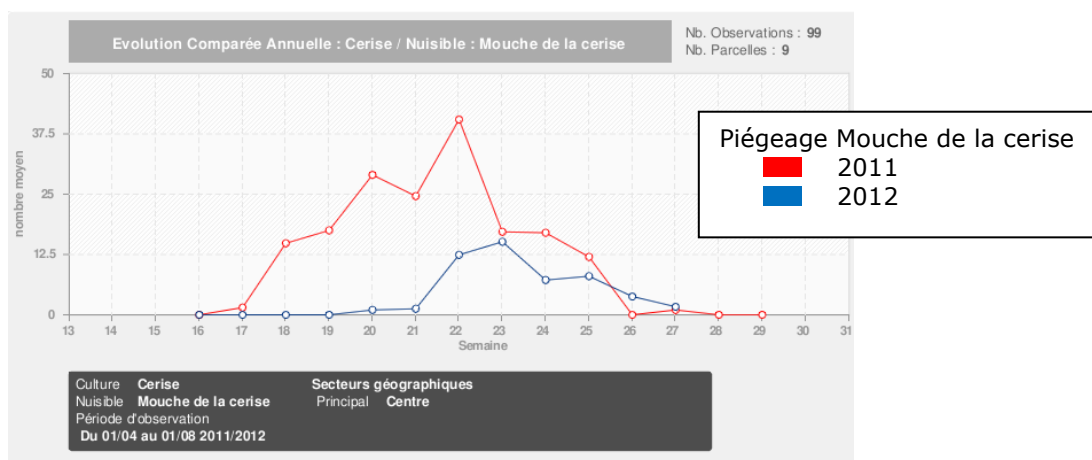 Evolution Comparée Annuelle : Cerise / Nuisible : Mouche de la cerise
Nb. Observations : 99
Nb. Parcelles : 9
nombre moyen
50
37.5
25
12.5
0
13 14 15 16 17 18 19 20 21 22 23 24 25 26 27 28 29 30 31
Semaine
Piégeage Mouche de la cerise
2011
2012
Culture Cerise
Nuisible Mouche de la cerise
Période d'observation
Du 01/04 au 01/08 2011/2012
Secteurs géographiques
Principal Centre